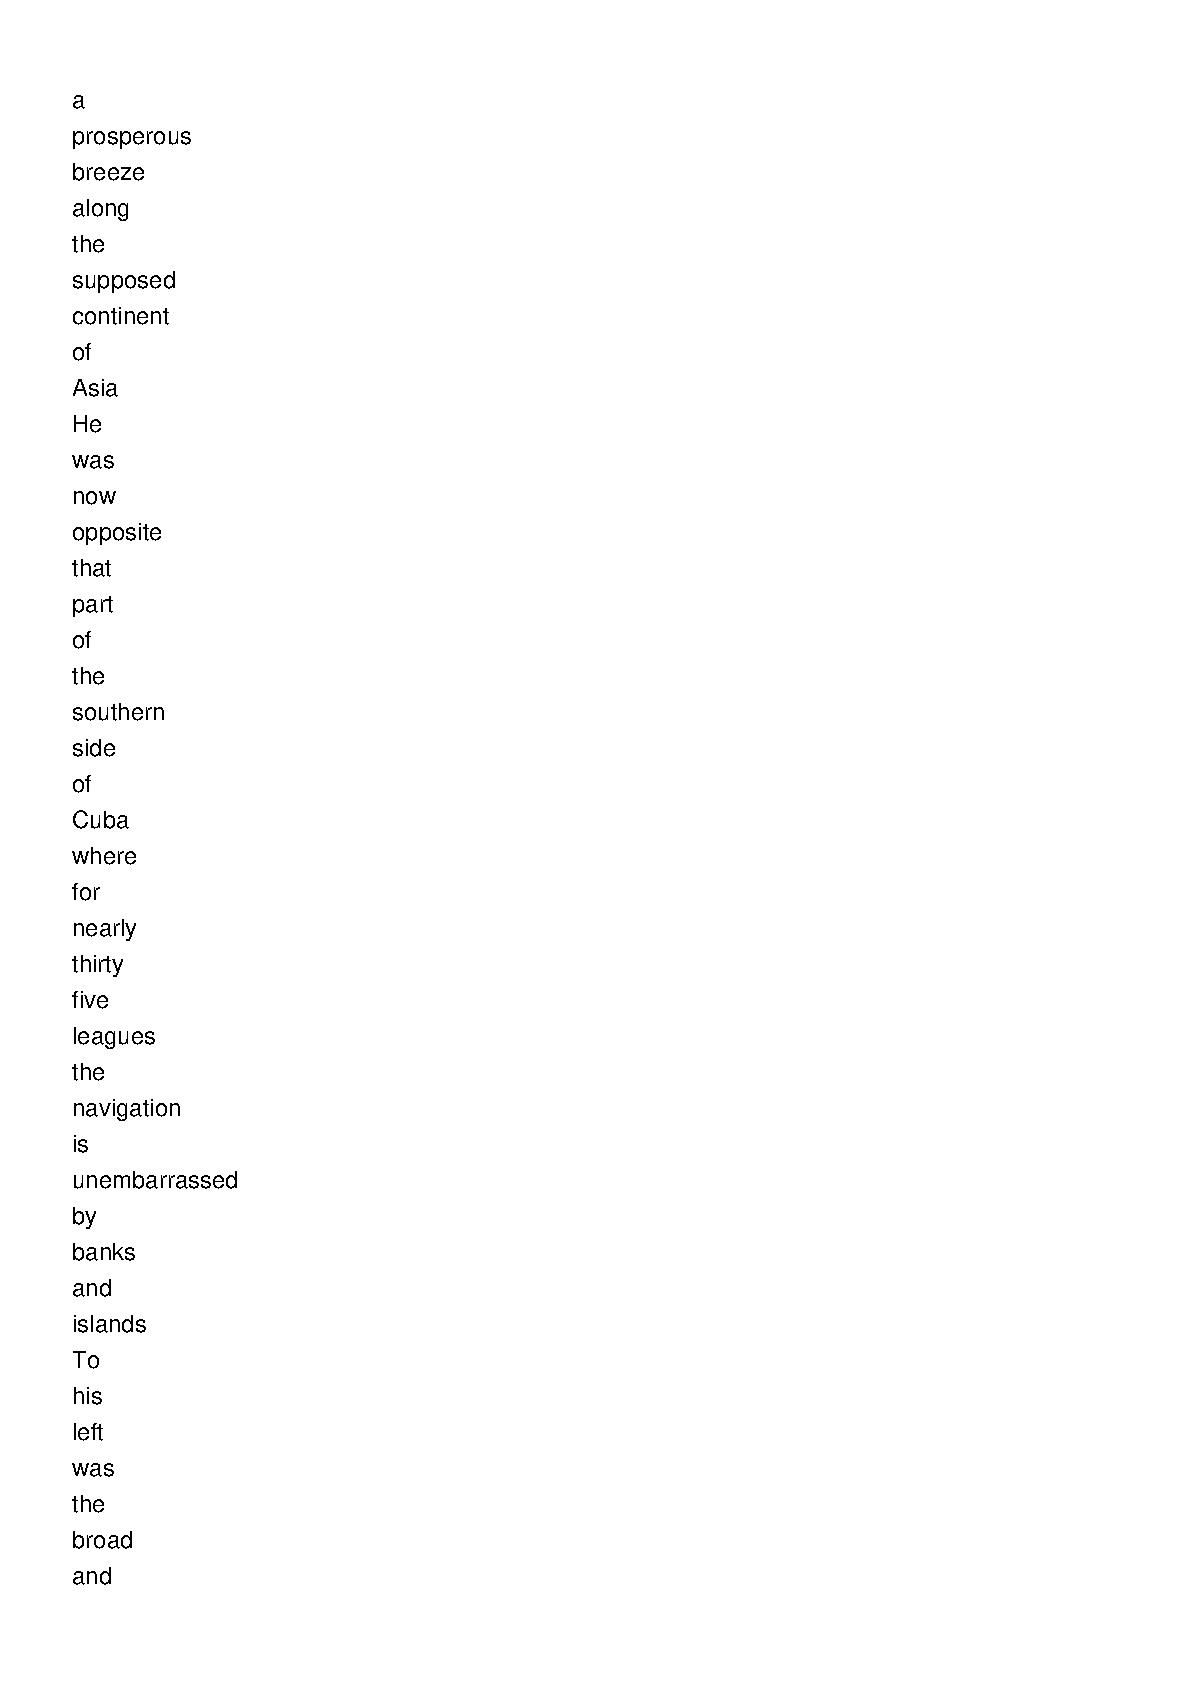 a
prosperous
breeze
along
the
supposed
continent
of
Asia
He
was
now
opposite
that
part
of
the
southern
side
of
Cuba
where
for
nearly
thirty
five
leagues
the
navigation
is
unembarrassed
by
banks
and
islands
To
his
left
was
the
broad
and